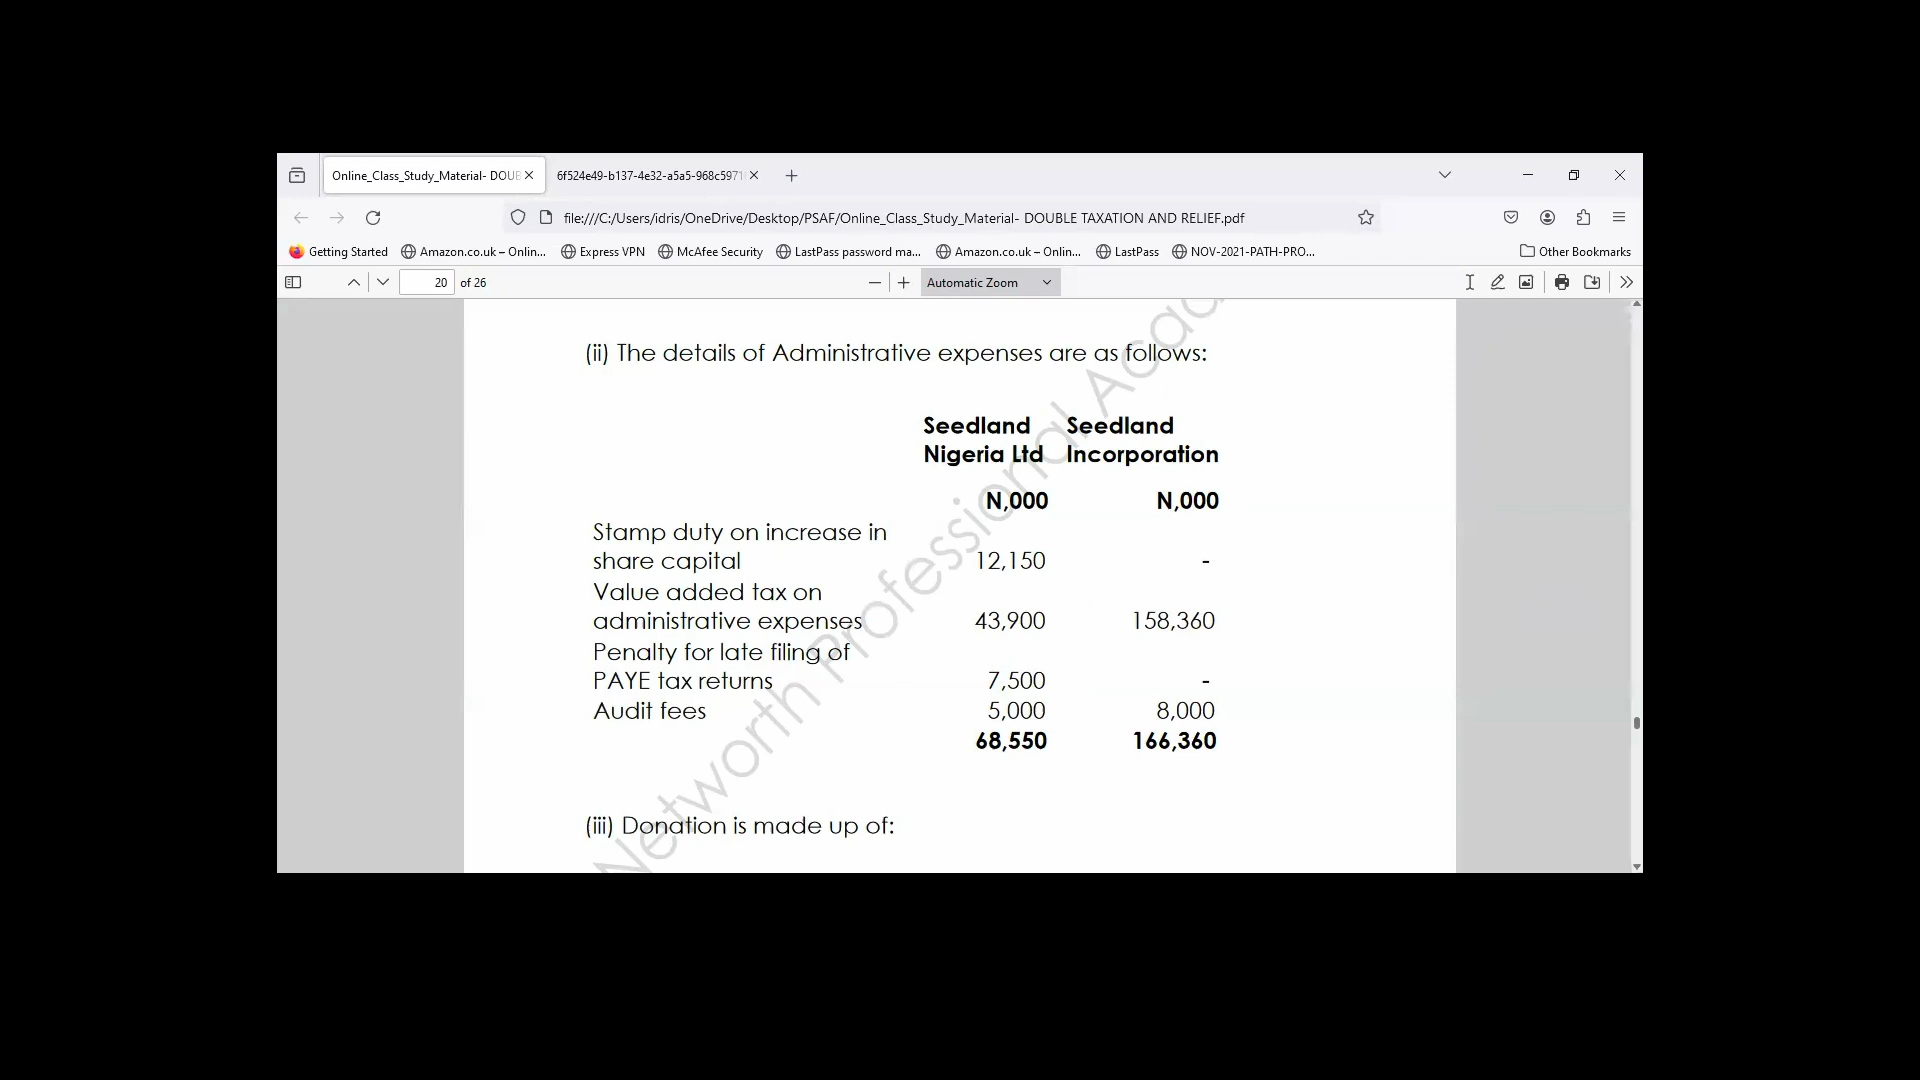 Online_Class_Study_Material- DOUB
6f524e49-b137-4e32-a5a5-968c5971
file:///C:/Users/idris/OneDrive/Desktop/PSAF/Online_Class_Study_Material- DOUBLE TAXATION AND RELIEF.pdf
Getting Started Amazon.co.uk – Onlin... Express VPN McAfee Security LastPass password ma... Amazon.co.uk – Onlin... LastPass NOV-2021-PATH-PRO... Other Bookmarks
20 of 26 Automatic Zoom
(ii) The details of Administrative expenses are as follows:
Seedland Seedland
Nigeria Ltd Incorporation
N,000 N,000
Stamp duty on increase in
share capital 12,150 -
Value added tax on
administrative expenses 43,900 158,360
Penalty for late filing of
PAYE tax returns 7,500 -
Audit fees 5,000 8,000
68,550 166,360
(iii) Donation is made up of:
Networth Professional Acad